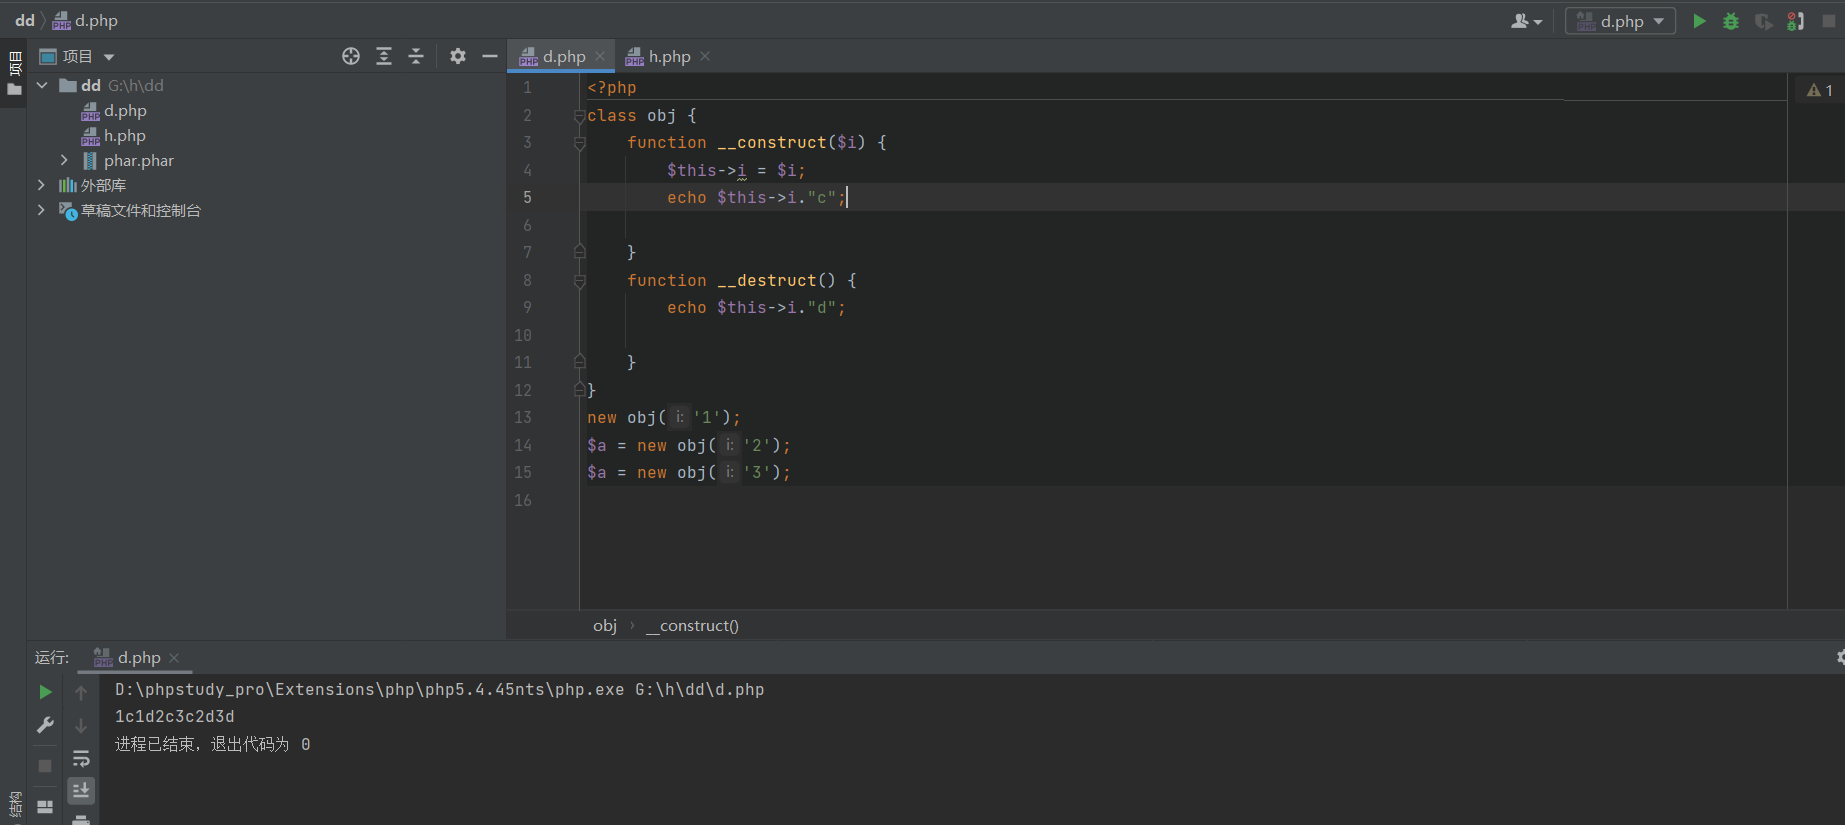 dd d.php
d.php
项目
项目
dd G:\h\dd
d.php
h.php
phar.phar
外部库
草稿文件和控制台
d.php h.php
1 <?php
2 class obj {
3 function __construct($i) {
4 $this->i = $i;
5 echo $this->i."c";
6
7 }
8 function __destruct() {
9 echo $this->i."d";
10
11 }
12 }
13 new obj( i: '1');
14 $a = new obj( i: '2');
15 $a = new obj( i: '3');
16
1
obj › __construct()
运行: d.php
D:\phpstudy_pro\Extensions\php\php5.4.45nts\php.exe G:\h\dd\d.php
1c1d2c3c2d3d
进程已结束，退出代码为 0
结构